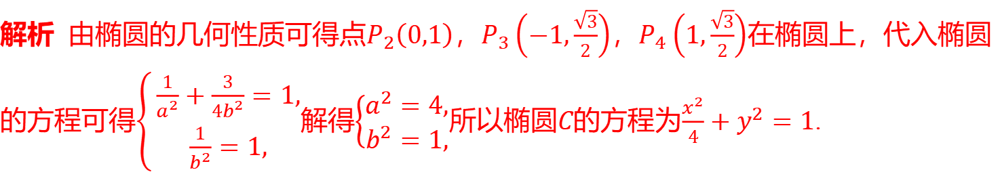 解析 由椭圆的几何性质可得点$P_2(0,1)$，$P_3\left(-1,\frac{\sqrt{3}}{2}\right)$，$P_4\left(1,\frac{\sqrt{3}}{2}\right)$在椭圆上，代入椭圆
的方程可得$\begin{cases}\frac{1}{a^2}+\frac{3}{4b^2}=1,\\ \frac{1}{b^2}=1,\end{cases}$解得$\begin{cases}a^2=4,\\ b^2=1,\end{cases}$所以椭圆$C$的方程为$\frac{x^2}{4}+y^2=1.$